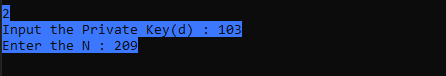 2
Input the Private Key(d) : 103
Enter the N : 209